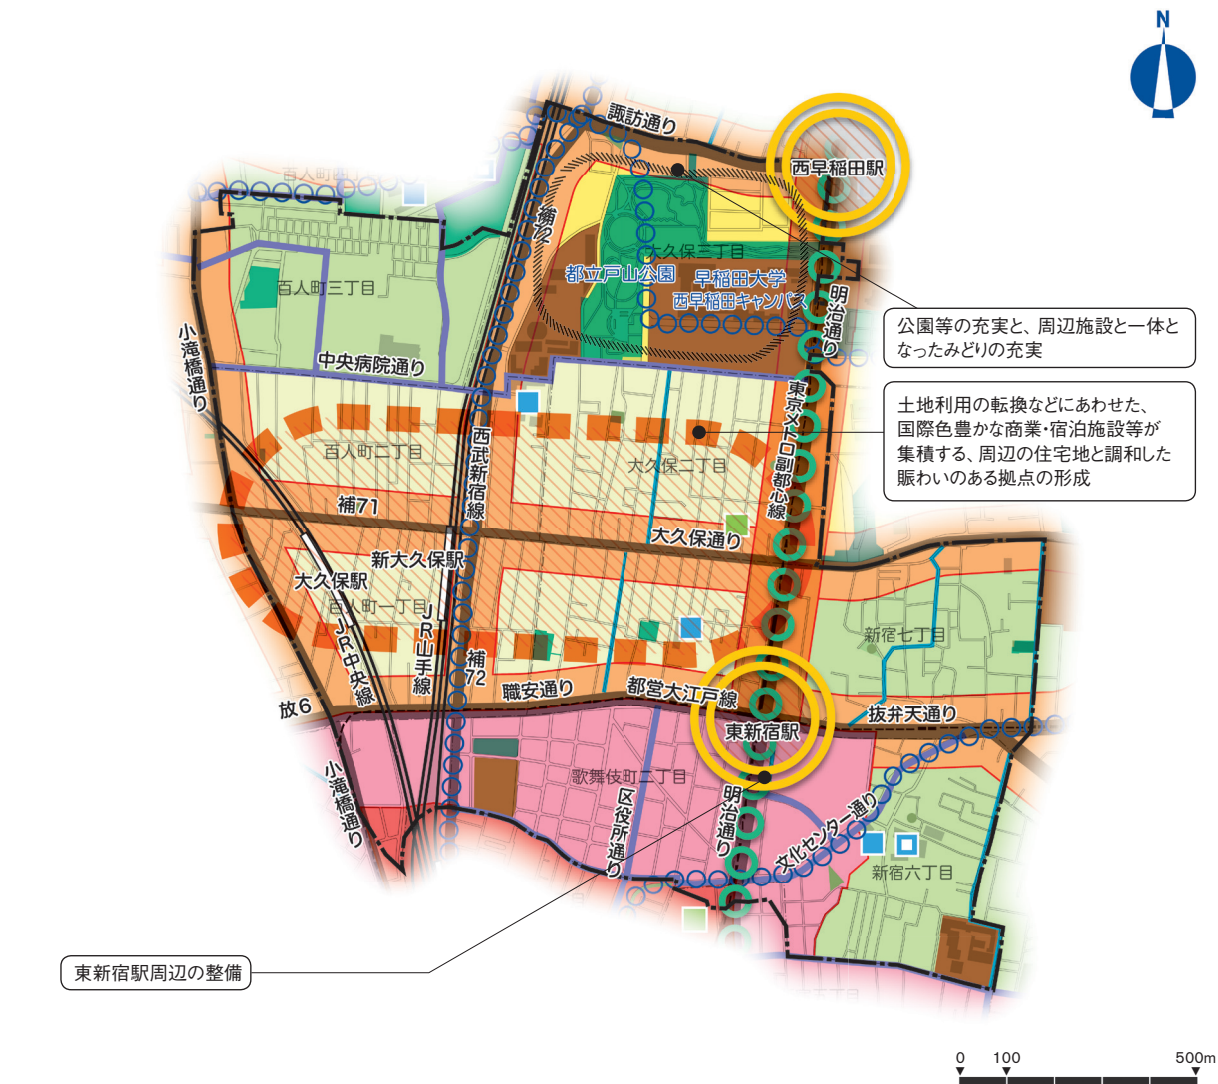 N
諏訪通り
西早稲田駅
百人町四丁目
補72
大久保三丁目
都立戸山公園
早稲田大学
西早稲田キャンパス
百人町三丁目
明治通り
公園等の充実と、周辺施設と一体と
なったみどりの充実
小滝橋通り
中央病院通り
東京メトロ副都心線
土地利用の転換などにあわせた、
国際色豊かな商業・宿泊施設等が
集積する、周辺の住宅地と調和した
賑わいのある拠点の形成
西武新宿線
百人町二丁目
大久保二丁目
補71
大久保通り
新大久保駅
大久保駅
百人町一丁目
JR中央線
JR山手線
新宿七丁目
補72
職安通り
都営大江戸線
放6
抜弁天通り
東新宿駅
小滝橋通り
歌舞伎町二丁目
区役所通り
明治通り
文化センター通り
新宿六丁目
東新宿駅周辺の整備
0 100 500m